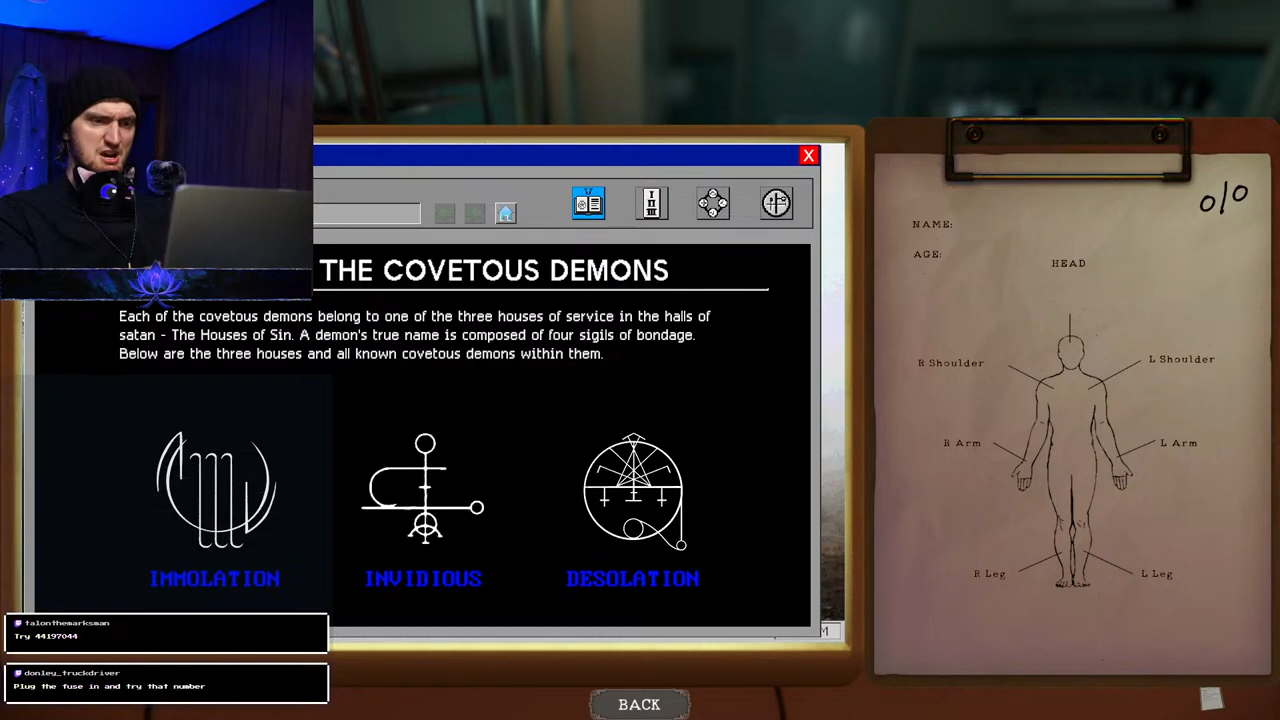 X
I
II
III
0/0
NAME:
AGE:
HEAD
THE COVETOUS DEMONS
Each of the covetous demons belong to one of the three houses of service in the halls of
satan - The Houses of Sin. A demon's true name is composed of four sigils of bondage.
Below are the three houses and all known covetous demons within them.
R Shoulder
L Shoulder
R Arm
L Arm
R Leg
L Leg
IMMOLATION
INVIDIOUS
DESOLATION
talonthemarksman
Try 44197044
donley_truckdriver
Plug the fuse in and try that number
BACK